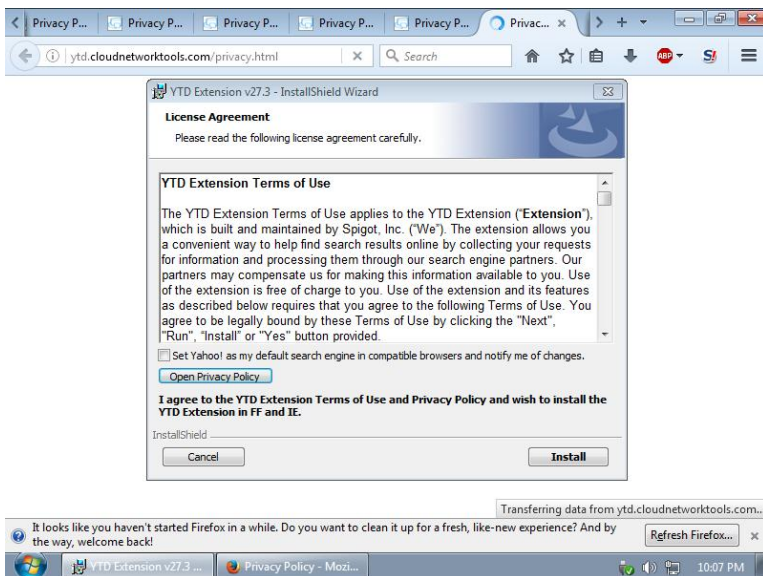 Privacy P...
Privacy P...
Privacy P...
Privacy P...
Privacy P...
Privac...
ytd.cloudnetworktools.com/privacy.html
Search
ABP
S!
YTD Extension v27.3 - InstallShield Wizard
License Agreement
Please read the following license agreement carefully.
YTD Extension Terms of Use
The YTD Extension Terms of Use applies to the YTD Extension (“Extension”),
which is built and maintained by Spigot, Inc. (“We”). The extension allows you
a convenient way to help find search results online by collecting your requests
for information and processing them through our search engine partners. Our
partners may compensate us for making this information available to you. Use
of the extension is free of charge to you. Use of the extension and its features
as described below requires that you agree to the following Terms of Use. You
agree to be legally bound by these Terms of Use by clicking the "Next",
"Run", “Install” or "Yes" button provided.
Set Yahoo! as my default search engine in compatible browsers and notify me of changes.
Open Privacy Policy
I agree to the YTD Extension Terms of Use and Privacy Policy and wish to install the
YTD Extension in FF and IE.
InstallShield
Cancel
Install
Transferring data from ytd.cloudnetworktools.com...
It looks like you haven't started Firefox in a while. Do you want to clean it up for a fresh, like-new experience? And by
the way, welcome back!
Refresh Firefox...
YTD Extension v27.3 ...
Privacy Policy - Mozi...
10:07 PM